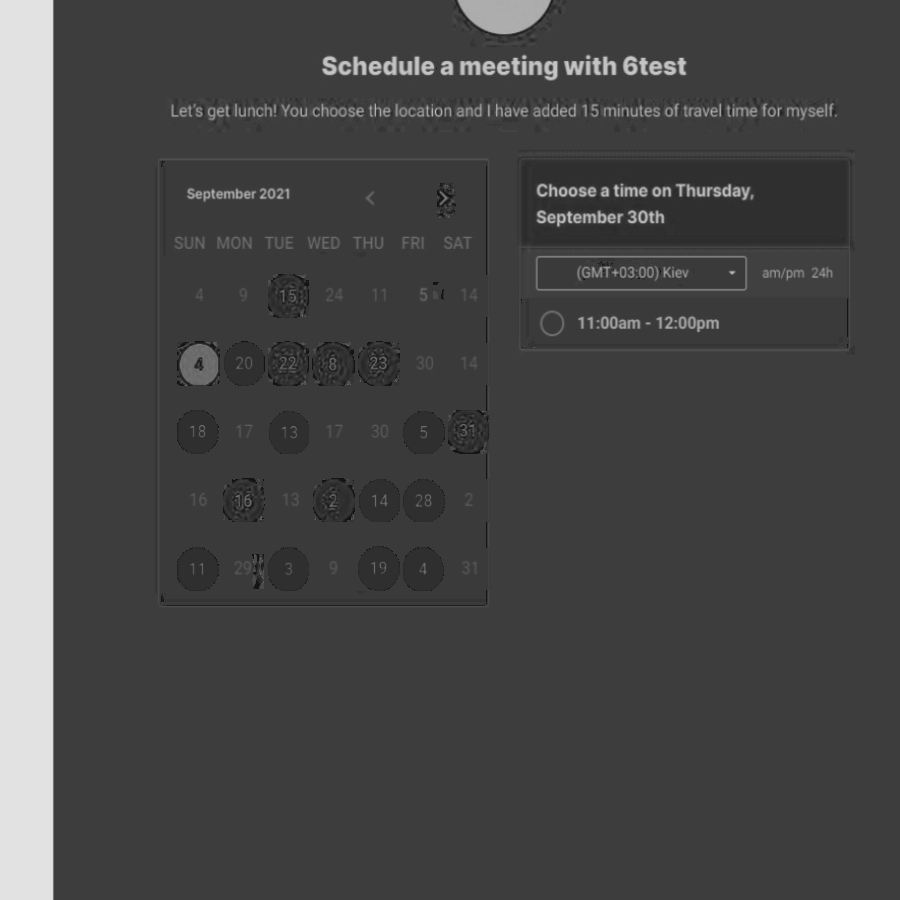 Schedule a meeting with 6test
Let's get lunch! You choose the location and I have added 15 minutes of travel time for myself.
September 2021
SUN MON TUE WED THU FRI SAT
4 9 15 24 11 5 14
4 20 22 8 23 30 14
18 17 13 17 30 5 31
16 16 13 2 14 28 2
11 29 3 9 19 4 31
Choose a time on Thursday,
September 30th
(GMT+03:00) Kiev am/pm 24h
11:00am - 12:00pm